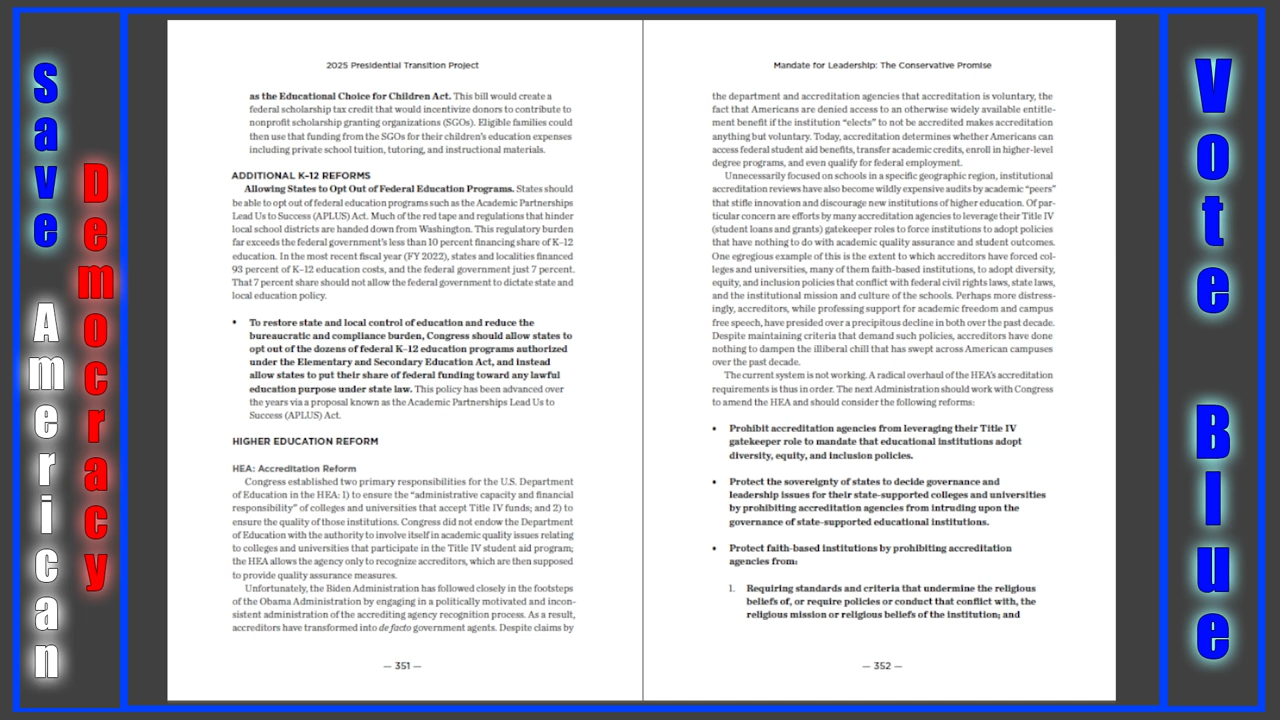 Save American
Democracy
2025 Presidential Transition Project
as the Educational Choice for Children Act. This bill would create a
federal scholarship tax credit that would incentivize donors to contribute to
nonprofit scholarship granting organizations (SGOs). Eligible families could
then use that funding from the SGOs for their children's education expenses
including private school tuition, tutoring, and instructional materials.
ADDITIONAL K–12 REFORMS
Allowing States to Opt Out of Federal Education Programs. States should
be able to opt out of federal education programs such as the Academic Partnerships
Lead Us to Success (APLUS) Act. Much of the red tape and regulations that hinder
local school districts are handed down from Washington. This regulatory burden
far exceeds the federal government's less than 10 percent financing share of K–12
education. In the most recent fiscal year (FY 2022), states and localities financed
93 percent of K–12 education costs, and the federal government just 7 percent.
That 7 percent share should not allow the federal government to dictate state and
local education policy.
• To restore state and local control of education and reduce the
bureaucratic and compliance burden, Congress should allow states to
opt out of the dozens of federal K–12 education programs authorized
under the Elementary and Secondary Education Act, and instead
allow states to put their share of federal funding toward any lawful
education purpose under state law. This policy has been advanced over
the years via a proposal known as the Academic Partnerships Lead Us to
Success (APLUS) Act.
HIGHER EDUCATION REFORM
HEA: Accreditation Reform
Congress established two primary responsibilities for the U.S. Department
of Education in the HEA: 1) to ensure the “administrative capacity and financial
responsibility” of colleges and universities that accept Title IV funds; and 2) to
ensure the quality of those institutions. Congress did not endow the Department
of Education with the authority to involve itself in academic quality issues relating
to colleges and universities that participate in the Title IV student aid program;
the HEA allows the agency only to recognize accreditors, which are then supposed
to provide quality assurance measures.
Unfortunately, the Biden Administration has followed closely in the footsteps
of the Obama Administration by engaging in a politically motivated and incon-
sistent administration of the accrediting agency recognition process. As a result,
accreditors have transformed into de facto government agents. Despite claims by
— 351 —
Mandate for Leadership: The Conservative Promise
the department and accreditation agencies that accreditation is voluntary, the
fact that Americans are denied access to an otherwise widely available entitle-
ment benefit if the institution “elects” to not be accredited makes accreditation
anything but voluntary. Today, accreditation determines whether Americans can
access federal student aid benefits, transfer academic credits, enroll in higher-level
degree programs, and even qualify for federal employment.
Unnecessarily focused on schools in a specific geographic region, institutional
accreditation reviews have also become wildly expensive audits by academic “peers”
that stifle innovation and discourage new institutions of higher education. Of par-
ticular concern are efforts by many accreditation agencies to leverage their Title IV
(student loans and grants) gatekeeper roles to force institutions to adopt policies
that have nothing to do with academic quality assurance and student outcomes.
One egregious example of this is the extent to which accreditors have forced col-
leges and universities, many of them faith-based institutions, to adopt diversity,
equity, and inclusion policies that conflict with federal civil rights laws, state laws,
and the institutional mission and culture of the schools. Perhaps more distress-
ingly, accreditors, while professing support for academic freedom and campus
free speech, have presided over a precipitous decline in both over the past decade.
Despite maintaining criteria that demand such policies, accreditors have done
nothing to dampen the illiberal chill that has swept across American campuses
over the past decade.
The current system is not working. A radical overhaul of the HEA's accreditation
requirements is thus in order. The next Administration should work with Congress
to amend the HEA and should consider the following reforms:
• Prohibit accreditation agencies from leveraging their Title IV
gatekeeper role to mandate that educational institutions adopt
diversity, equity, and inclusion policies.
• Protect the sovereignty of states to decide governance and
leadership issues for their state-supported colleges and universities
by prohibiting accreditation agencies from intruding upon the
governance of state-supported educational institutions.
• Protect faith-based institutions by prohibiting accreditation
agencies from:
1. Requiring standards and criteria that undermine the religious
beliefs of, or require policies or conduct that conflict with, the
religious mission or religious beliefs of the institution; and
— 352 —
Vote Blue